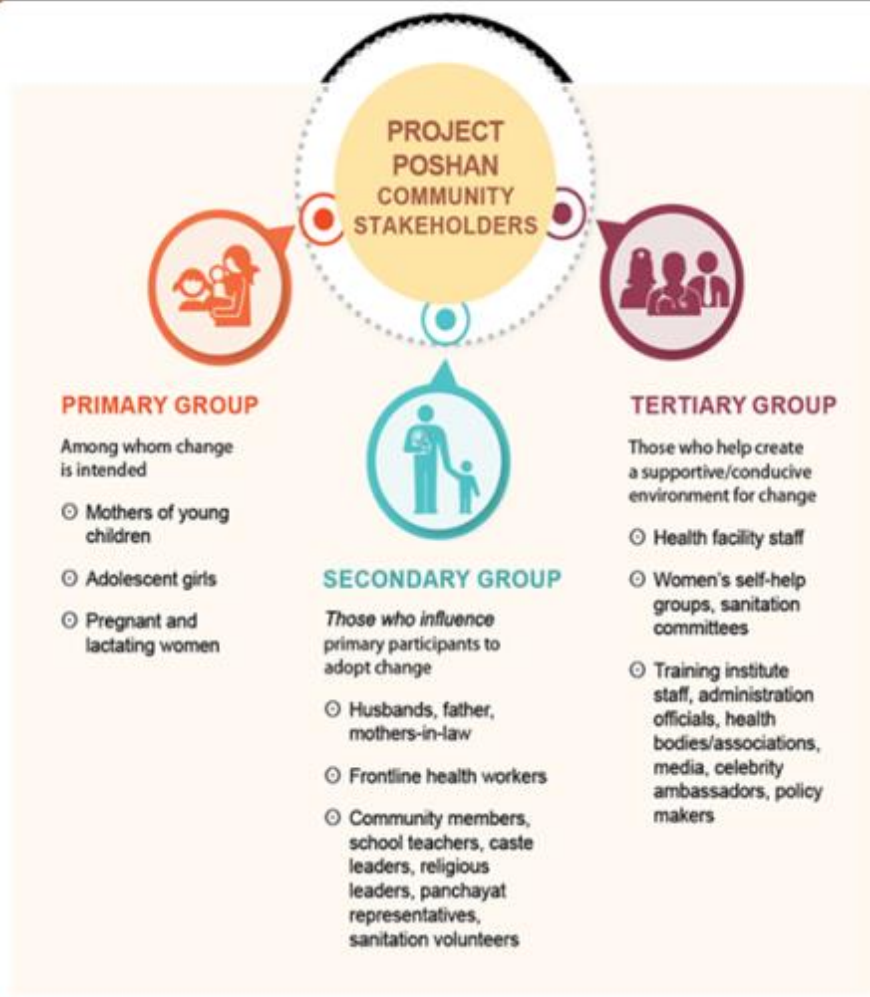 PROJECT
POSHAN
COMMUNITY
STAKEHOLDERS
PRIMARY GROUP
Among whom change
is intended
Mothers of young
children
Adolescent girls
Pregnant and
lactating women
SECONDARY GROUP
Those who influence
primary participants to
adopt change
Husbands, father,
mothers-in-law
Frontline health workers
Community members,
school teachers, caste
leaders, religious
leaders, panchayat
representatives,
sanitation volunteers
TERTIARY GROUP
Those who help create
a supportive/conducive
environment for change
Health facility staff
Women's self-help
groups, sanitation
committees
Training institute
staff, administration
officials, health
bodies/associations,
media, celebrity
ambassadors, policy
makers